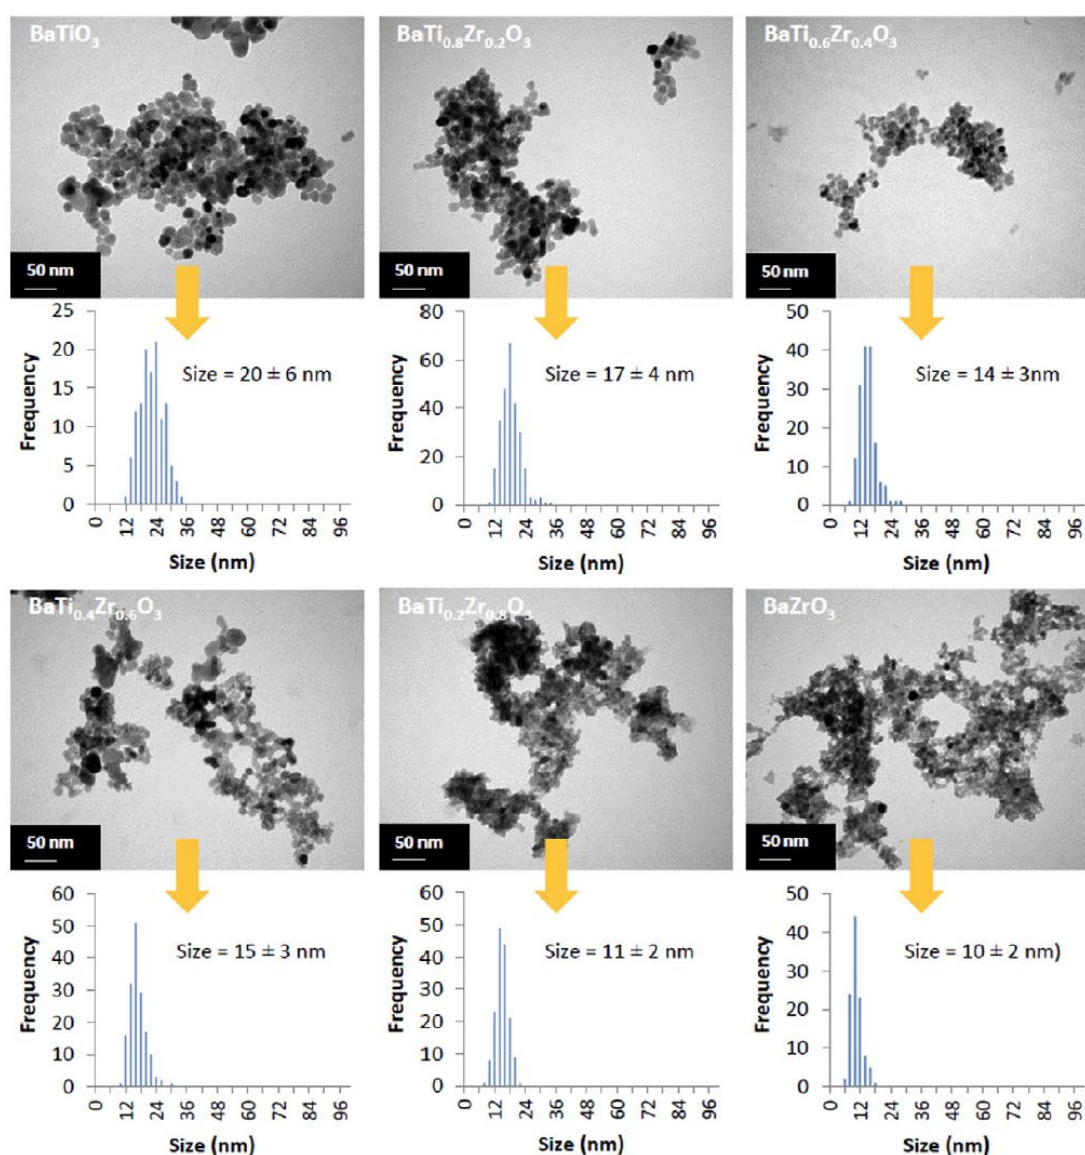 BaTiO₃
BaTi₀.₈Zr₀.₂O₃
BaTi₀.₆Zr₀.₄O₃
50 nm
50 nm
50 nm
25
20
15
10
5
0
Frequency
Size = 20 ± 6 nm
0 12 24 36 48 60 72 84 96
Size (nm)
80
60
40
20
0
Frequency
Size = 17 ± 4 nm
0 12 24 36 48 60 72 84 96
Size (nm)
50
40
30
20
10
0
Frequency
Size = 14 ± 3nm
0 12 24 36 48 60 72 84 96
Size (nm)
BaTi₀.₄Zr₀.₆O₃
BaTi₀.₂Zr₀.₈O₃
BaZrO₃
50 nm
50 nm
50 nm
60
50
40
30
20
10
0
Frequency
Size = 15 ± 3 nm
0 12 24 36 48 60 72 84 96
Size (nm)
60
50
40
30
20
10
0
Frequency
Size = 11 ± 2 nm
0 12 24 36 48 60 72 84 96
Size (nm)
50
40
30
20
10
0
Frequency
Size = 10 ± 2 nm)
0 12 24 36 48 60 72 84 96
Size (nm)